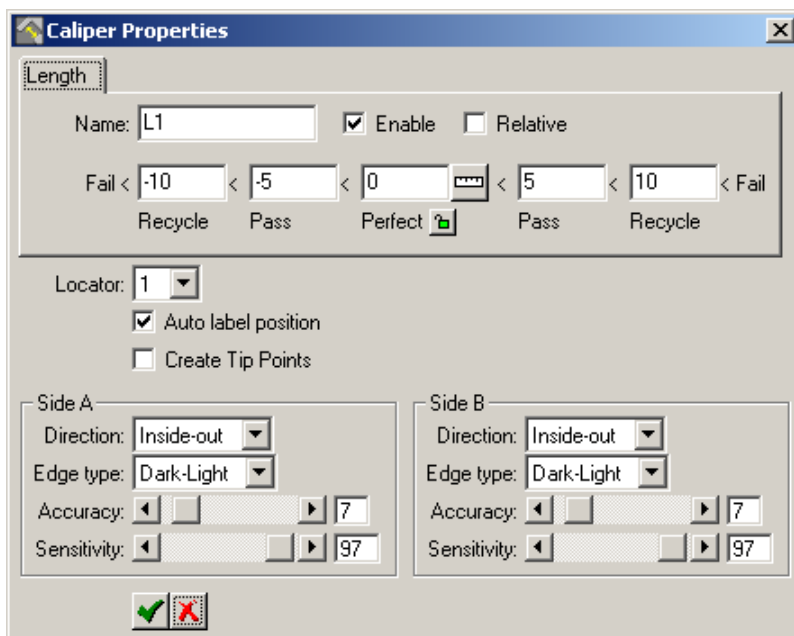 Caliper Properties
Length
Name: L1 Enable Relative
Fail < -10 < -5 < 0 < 5 < 10 < Fail
Recycle Pass Perfect Pass Recycle
Locator: 1
Auto label position
Create Tip Points
Side A Side B
Direction: Inside-out Direction: Inside-out
Edge type: Dark-Light Edge type: Dark-Light
Accuracy: 7 Accuracy: 7
Sensitivity: 97 Sensitivity: 97